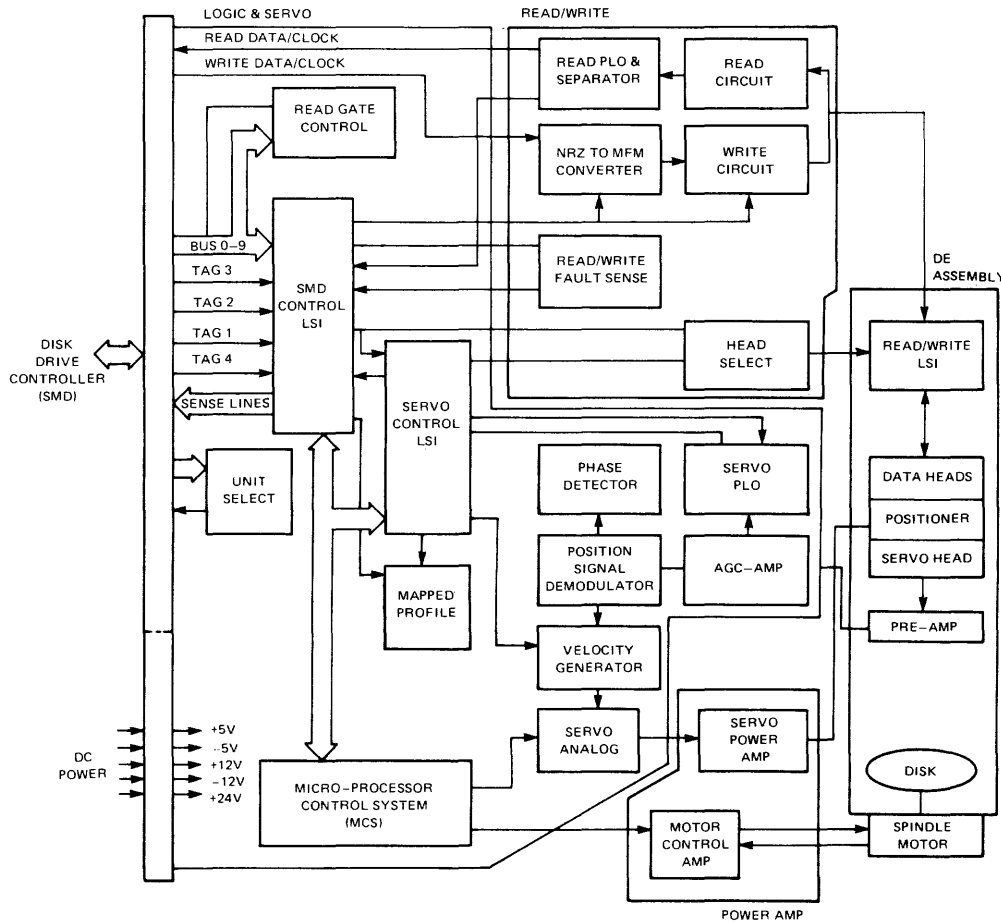 LOGIC & SERVO
READ/WRITE
READ DATA/CLOCK
WRITE DATA/CLOCK
READ PLO &
SEPARATOR
READ
CIRCUIT
READ GATE
CONTROL
NRZ TO MFM
CONVERTER
WRITE
CIRCUIT
BUS 0-9
TAG 3
TAG 2
TAG 1
TAG 4
SENSE LINES
SMD
CONTROL
LSI
READ/WRITE
FAULT SENSE
DE
ASSEMBLY
DISK
DRIVE
CONTROLLER
(SMD)
HEAD
SELECT
READ/WRITE
LSI
SERVO
CONTROL
LSI
UNIT
SELECT
PHASE
DETECTOR
SERVO
PLO
DATA HEADS
POSITIONER
SERVO HEAD
POSITION
SIGNAL
DEMODULATOR
AGC-AMP
MAPPED
PROFILE
PRE-AMP
VELOCITY
GENERATOR
SERVO
ANALOG
SERVO
POWER
AMP
DC
POWER
+5V
-5V
+12V
-12V
+24V
MICRO-PROCESSOR
CONTROL SYSTEM
(MCS)
DISK
MOTOR
CONTROL
AMP
SPINDLE
MOTOR
POWER AMP